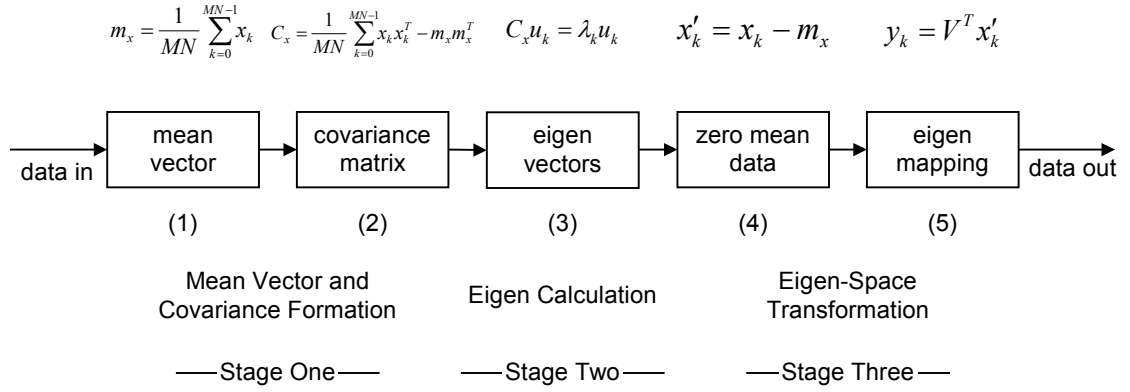 m_x = \frac{1}{MN} \sum_{k=0}^{MN-1} x_k
C_x = \frac{1}{MN} \sum_{k=0}^{MN-1} x_k x_k^T - m_x m_x^T
C_x u_k = \lambda_k u_k
x'_k = x_k - m_x
y_k = V^T x'_k
data in
mean
vector
covariance
matrix
eigen
vectors
zero mean
data
eigen
mapping
data out
(1)
(2)
(3)
(4)
(5)
Mean Vector and
Covariance Formation
Eigen Calculation
Eigen-Space
Transformation
Stage One
Stage Two
Stage Three